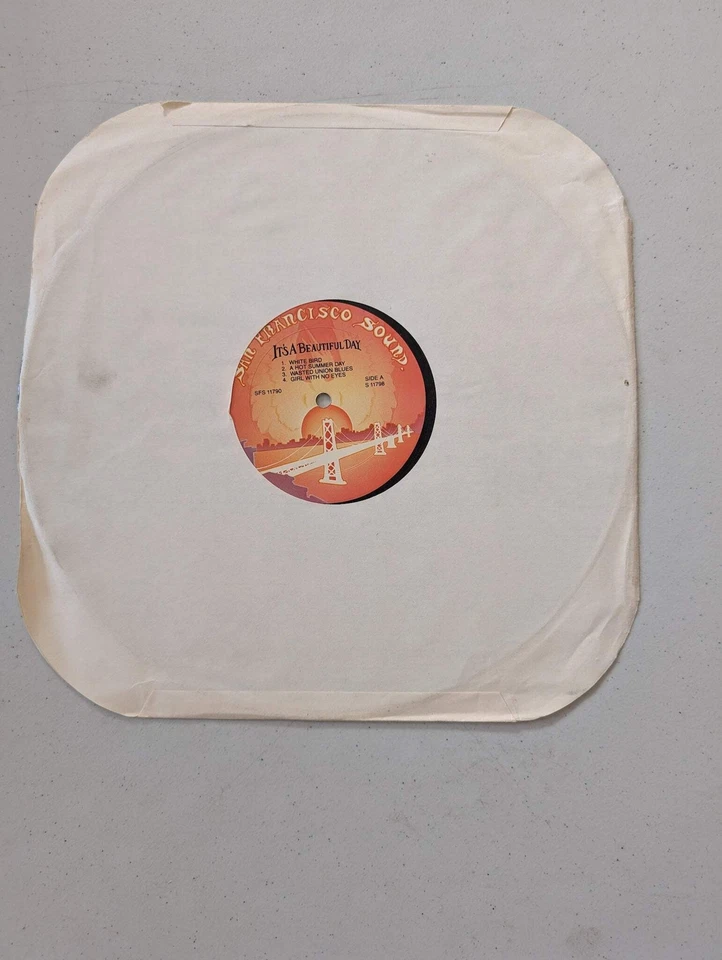 SAN FRANCISCO SOUND.
IT'S A BEAUTIFUL DAY
1. WHITE BIRD
2. A HOT SUMMER DAY
3. WASTED UNION BLUES
4. GIRL WITH NO EYES
SFS 11790
SIDE A
S 11798